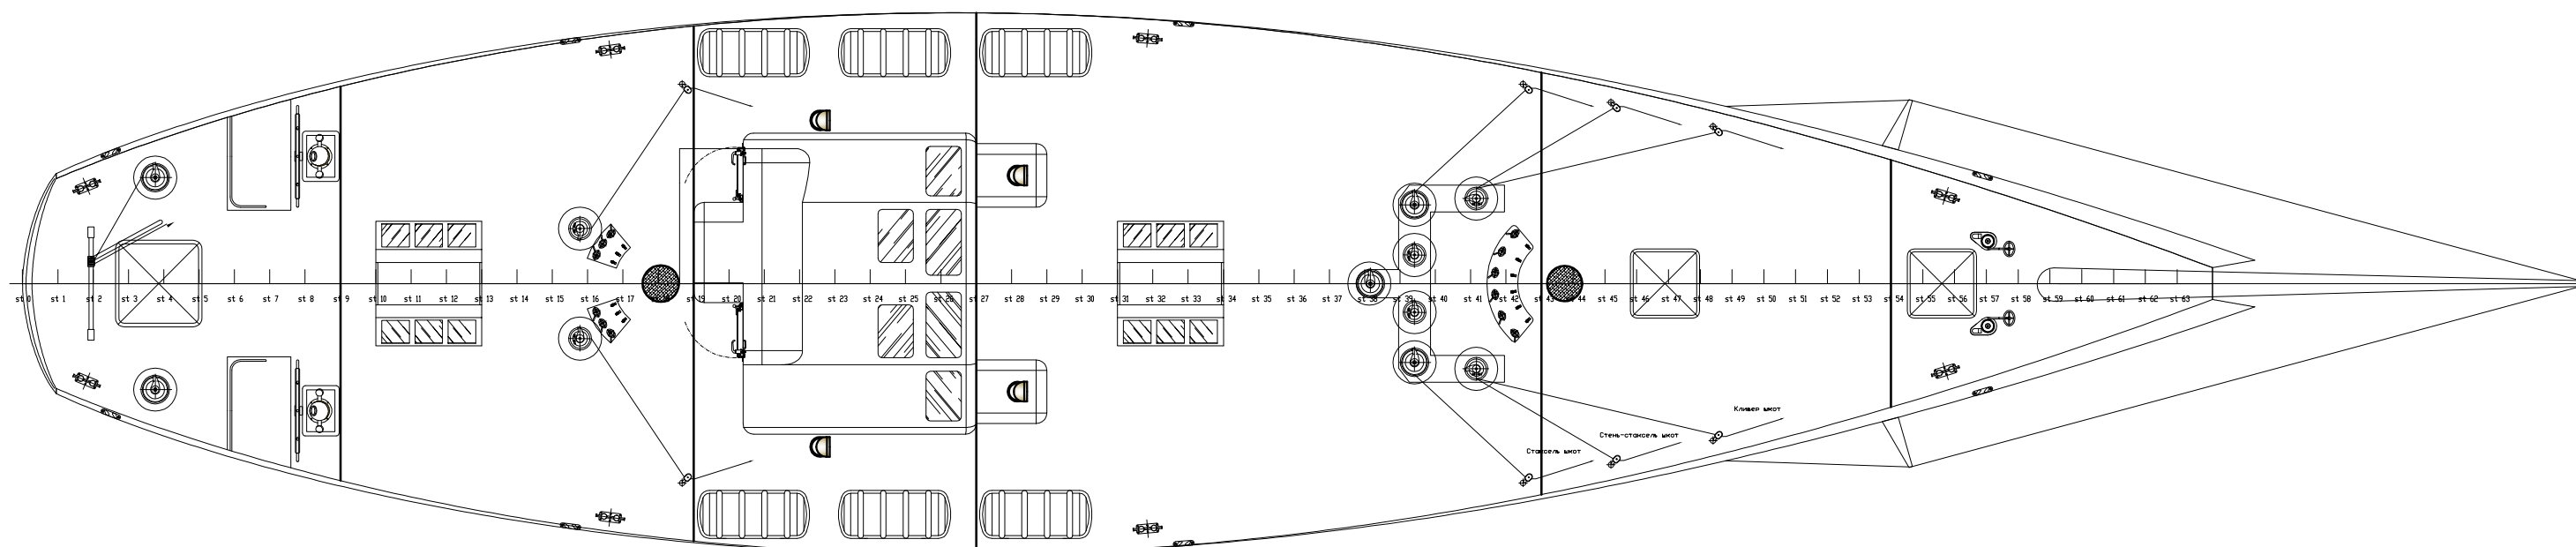 Кливер шкот
Стень-стаксель шкот
Стаксель шкот
st 0 st 1 st 2 st 3 st 4 st 5 st 6 st 7 st 8 st 9 st 10 st 11 st 12 st 13 st 14 st 15 st 16 st 17 st 19 st 20 st 21 st 22 st 23 st 24 st 25 st 26 st 27 st 28 st 29 st 30 st 31 st 32 st 33 st 34 st 35 st 36 st 37 st 38 st 39 st 40 st 41 st 42 st 43 st 44 st 45 st 46 st 47 st 48 st 49 st 50 st 51 st 52 st 53 st 54 st 55 st 56 st 57 st 58 st 59 st 60 st 61 st 62 st 63